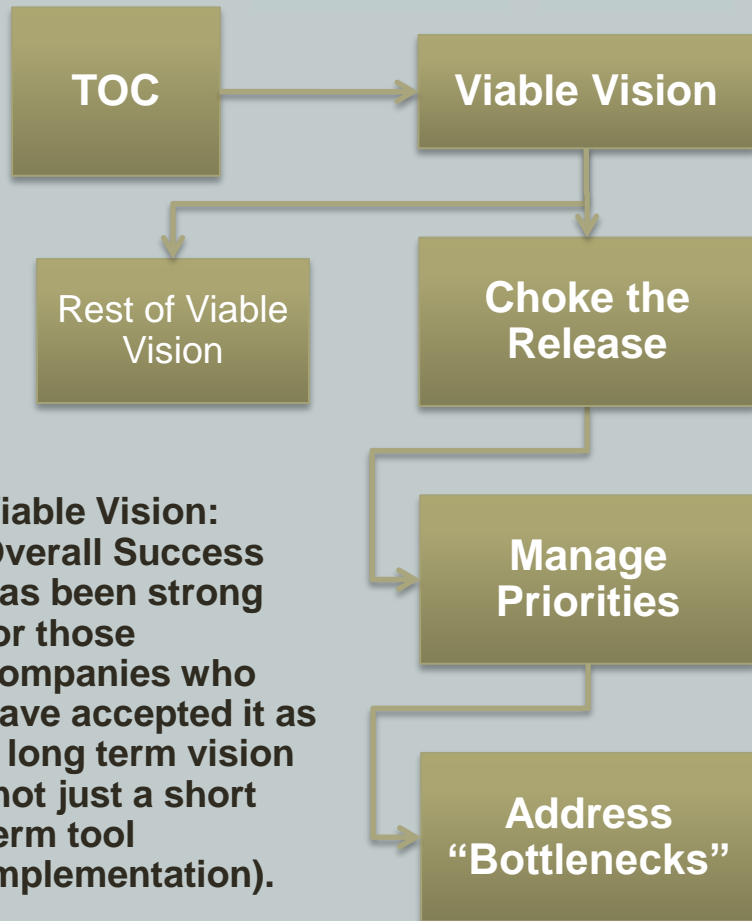 TOC
Viable Vision
Rest of Viable
Vision
Choke the
Release
iable Vision:
verall Success
as been strong
or those
ompanies who
ave accepted it as
long term vision
not just a short
erm tool
mplementation).
Manage
Priorities
Address
“Bottlenecks”